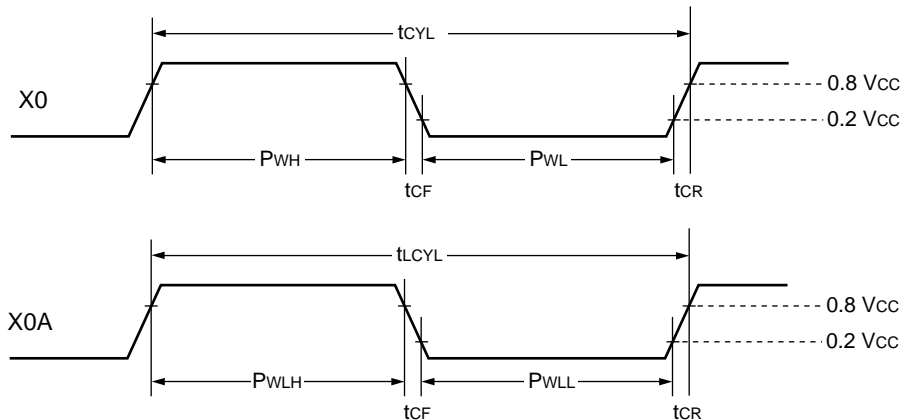 tCYL
X0
0.8 VCC
0.2 VCC
PWH
PWL
tCF
tCR
tLCYL
X0A
0.8 VCC
0.2 VCC
PWLH
PWLL
tCF
tCR